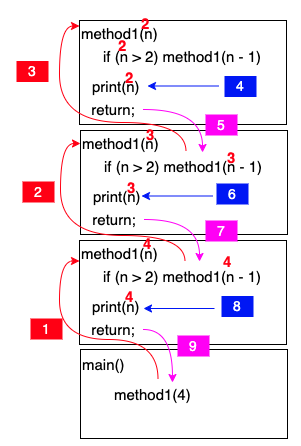 2
method1(n)
2
3 if (n > 2) method1(n - 1)
2
print(n) 4
return;
5
3
method1(n)
3
if (n > 2) method1(n - 1)
3
2 print(n) 6
return;
7
4
method1(n)
4
if (n > 2) method1(n - 1)
4
print(n) 8
1 return;
9
main()
method1(4)